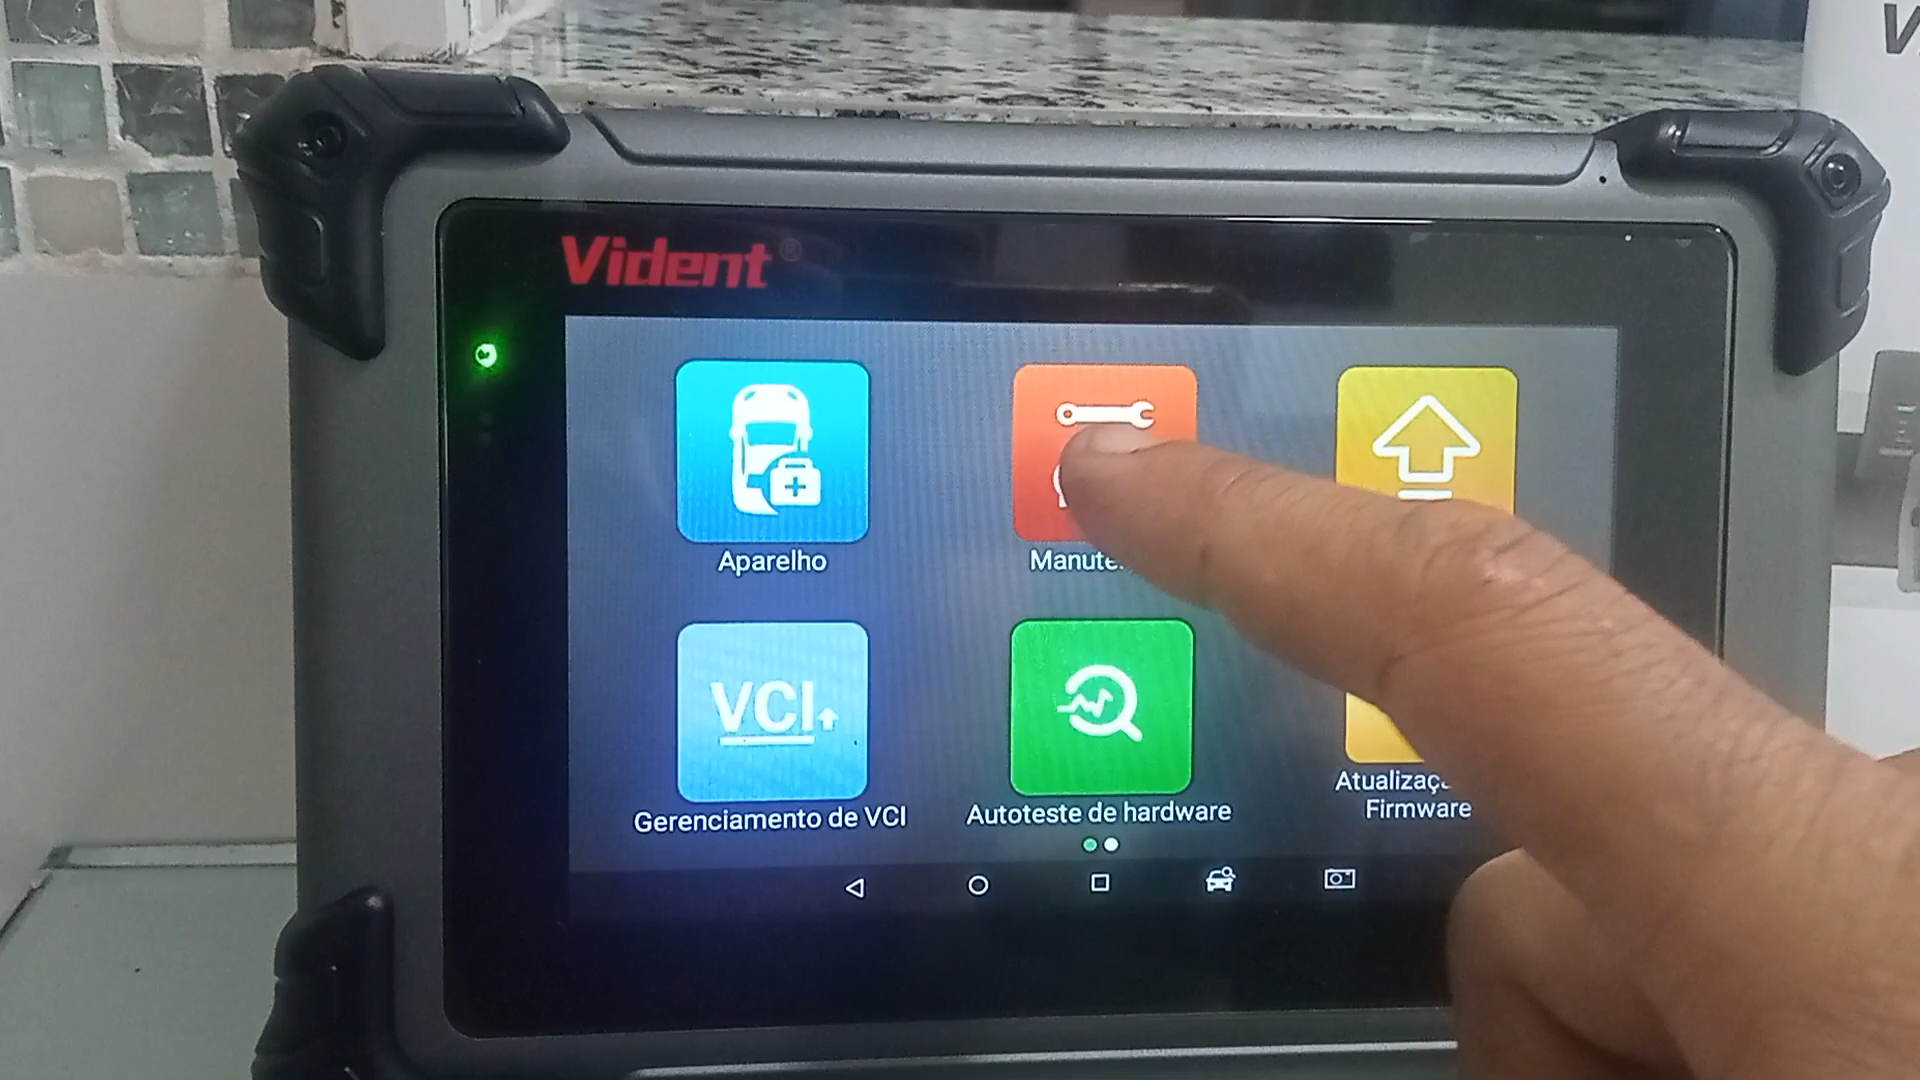 Vident®
Aparelho
Manute
VCI
Gerenciamento de VCI
Autoteste de hardware
Atualizaç
Firmware